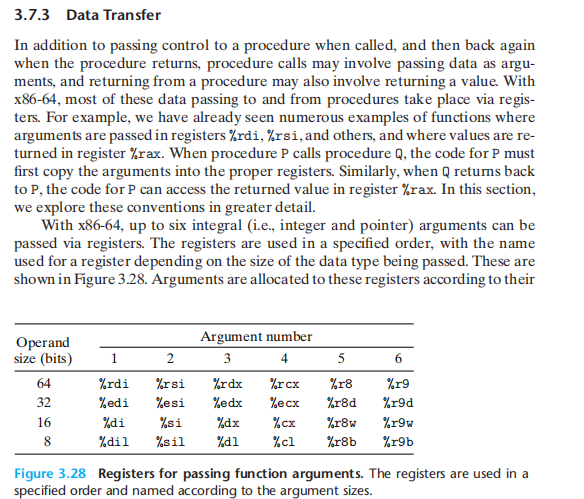 3.7.3 Data Transfer
In addition to passing control to a procedure when called, and then back again
when the procedure returns, procedure calls may involve passing data as argu-
ments, and returning from a procedure may also involve returning a value. With
x86-64, most of these data passing to and from procedures take place via regis-
ters. For example, we have already seen numerous examples of functions where
arguments are passed in registers %rdi, %rsi, and others, and where values are re-
turned in register %rax. When procedure P calls procedure Q, the code for P must
first copy the arguments into the proper registers. Similarly, when Q returns back
to P, the code for P can access the returned value in register %rax. In this section,
we explore these conventions in greater detail.
With x86-64, up to six integral (i.e., integer and pointer) arguments can be
passed via registers. The registers are used in a specified order, with the name
used for a register depending on the size of the data type being passed. These are
shown in Figure 3.28. Arguments are allocated to these registers according to their
Operand Argument number
size (bits) 1 2 3 4 5 6
64 %rdi %rsi %rdx %rcx %r8 %r9
32 %edi %esi %edx %ecx %r8d %r9d
16 %di %si %dx %cx %r8w %r9w
8 %dil %sil %dl %cl %r8b %r9b
Figure 3.28 Registers for passing function arguments. The registers are used in a
specified order and named according to the argument sizes.